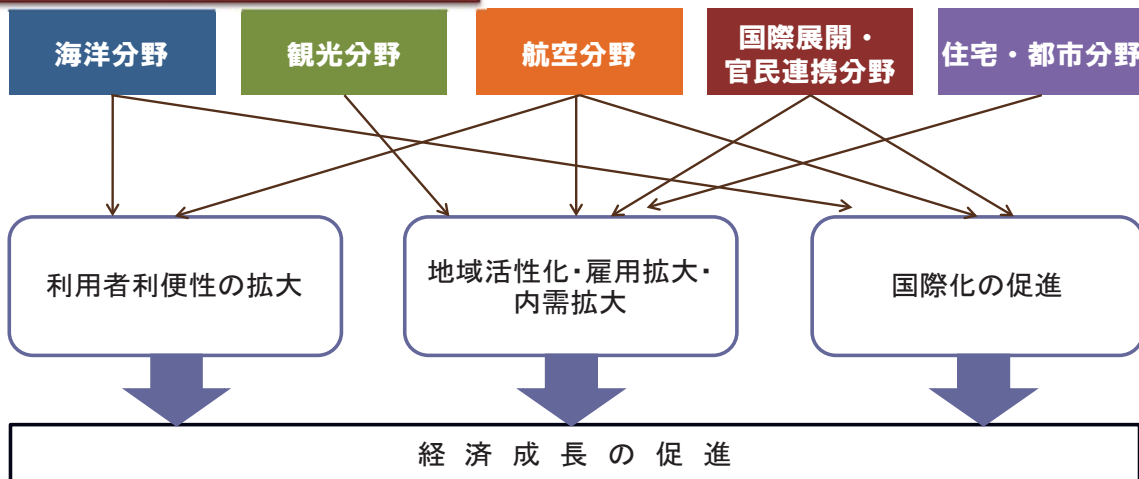 海洋分野
観光分野
航空分野
国際展開・
官民連携分野
住宅・都市分野
利用者利便性の拡大
地域活性化・雇用拡大・
内需拡大
国際化の促進
経済成長の促進